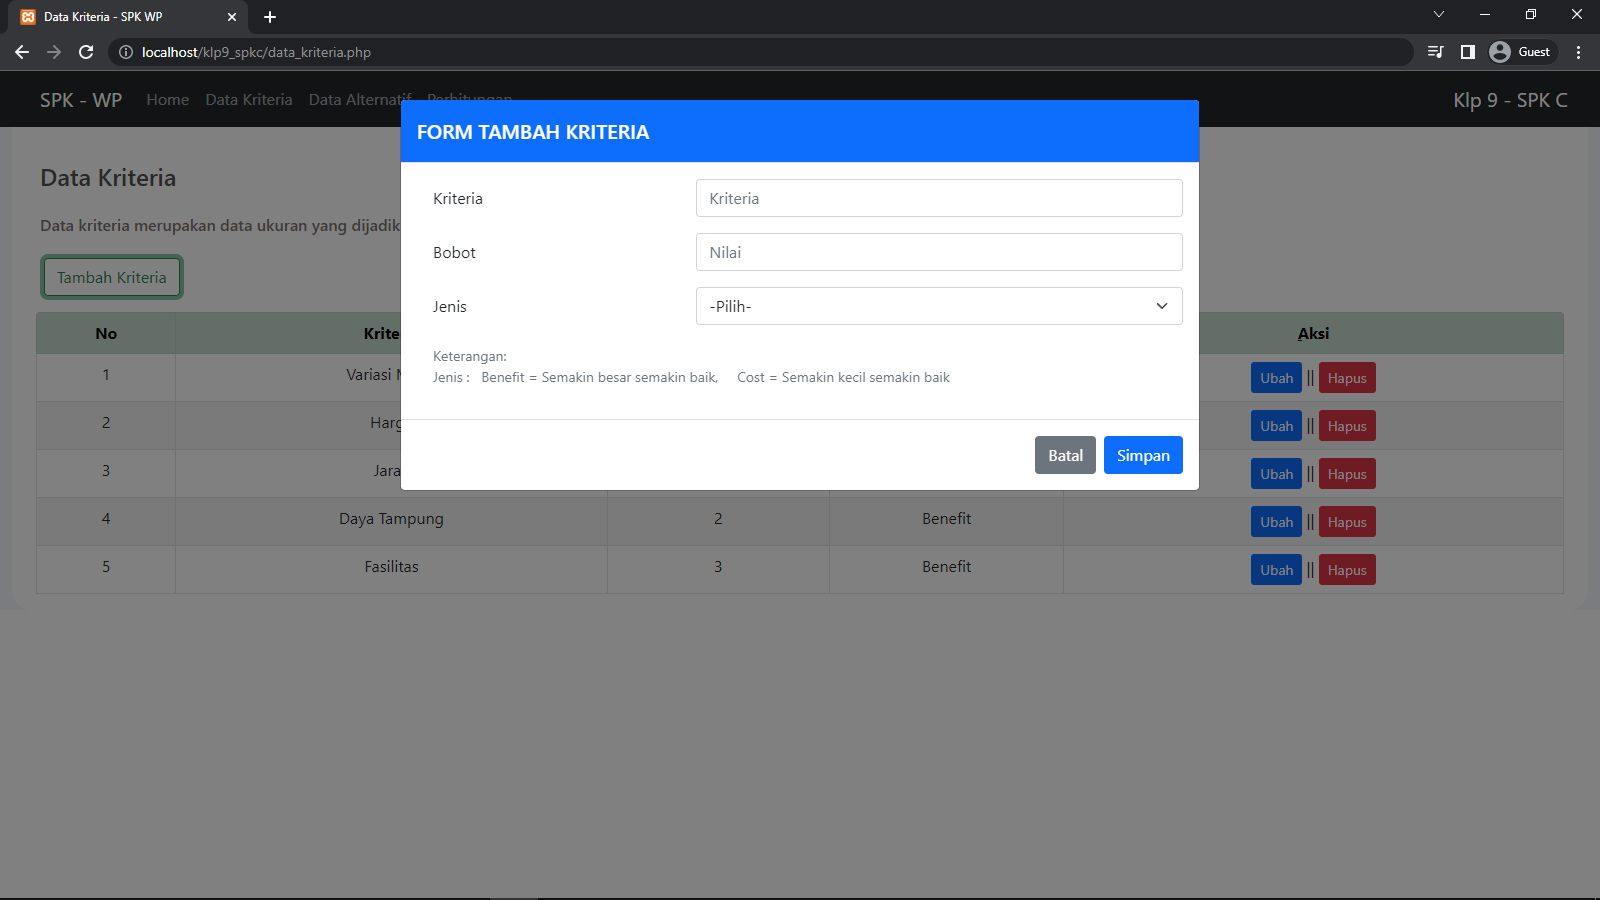 Data Kriteria - SPK WP
localhost/klp9_spkc/data_kriteria.php
Guest
SPK - WP Home Data Kriteria Data Alternatif Perhitungan
Klp 9 - SPK C
FORM TAMBAH KRITERIA
Kriteria Kriteria
Bobot Nilai
Jenis -Pilih-
Keterangan:
Jenis : Benefit = Semakin besar semakin baik, Cost = Semakin kecil semakin baik
Batal Simpan
Data Kriteria
Data kriteria merupakan data ukuran yang dijadik
Tambah Kriteria
No Krite Aksi
1 Variasi Ubah || Hapus
2 Harg Ubah || Hapus
3 Jara Ubah || Hapus
4 Daya Tampung 2 Benefit Ubah || Hapus
5 Fasilitas 3 Benefit Ubah || Hapus